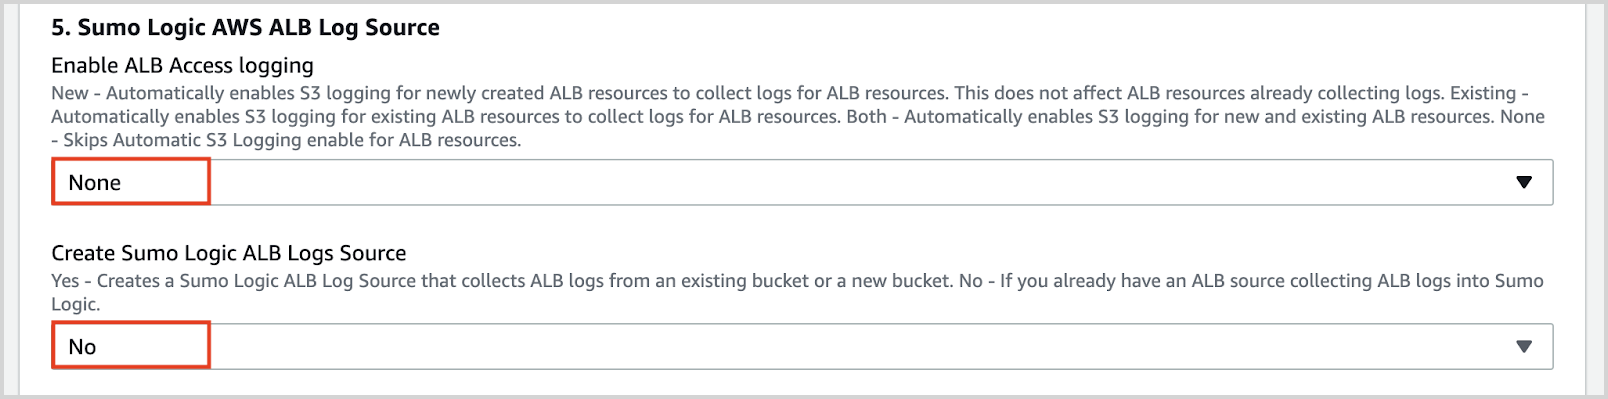 5. Sumo Logic AWS ALB Log Source
Enable ALB Access logging
New - Automatically enables S3 logging for newly created ALB resources to collect logs for ALB resources. This does not affect ALB resources already collecting logs. Existing -
Automatically enables S3 logging for existing ALB resources to collect logs for ALB resources. Both - Automatically enables S3 logging for new and existing ALB resources. None
- Skips Automatic S3 Logging enable for ALB resources.
None
Create Sumo Logic ALB Logs Source
Yes - Creates a Sumo Logic ALB Log Source that collects ALB logs from an existing bucket or a new bucket. No - If you already have an ALB source collecting ALB logs into Sumo
Logic.
No